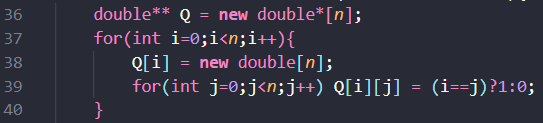 36 double** Q = new double*[n];
37 for(int i=0;i<n;i++){
38 Q[i] = new double[n];
39 for(int j=0;j<n;j++) Q[i][j] = (i==j)?1:0;
40 }